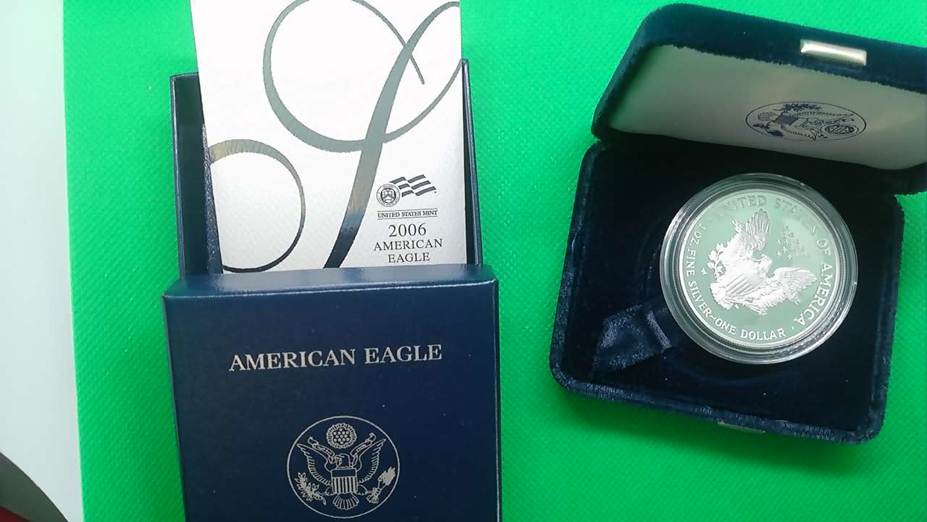 UNITED STATES MINT
2006
AMERICAN
EAGLE
AMERICAN EAGLE
UNITED STATES OF AMERICA
1 OZ. FINE SILVER~ONE DOLLAR